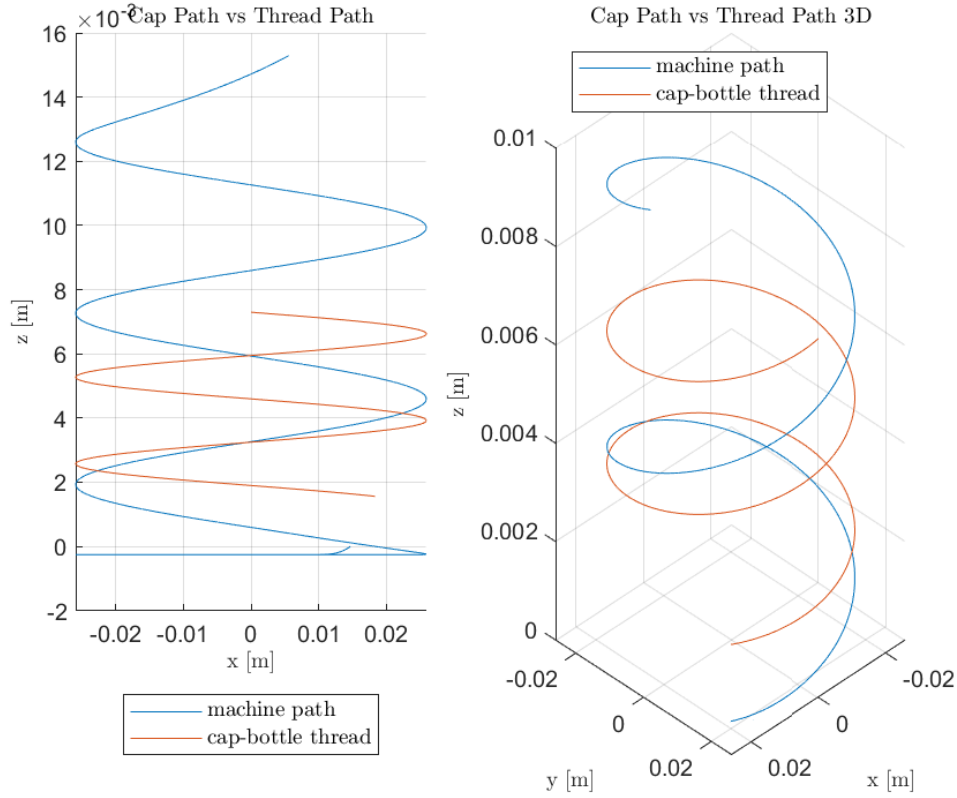 ×10⁻³
Cap Path vs Thread Path
16
14
12
10
8
6
4
2
0
-2
z [m]
-0.02 -0.01 0 0.01 0.02
x [m]
machine path
cap-bottle thread
Cap Path vs Thread Path 3D
machine path
cap-bottle thread
0.01
0.008
0.006
0.004
0.002
0
z [m]
-0.02
0
0.02
y [m]
-0.02
0
0.02
x [m]